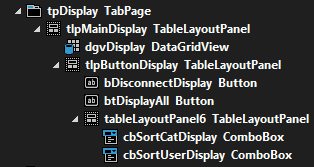 tpDisplay TabPage
tlpMainDisplay TableLayoutPanel
dgvDisplay DataGridView
tlpButtonDisplay TableLayoutPanel
bDisconnectDisplay Button
btDisplayAll Button
tableLayoutPanel6 TableLayoutPanel
cbSortCatDisplay ComboBox
cbSortUserDisplay ComboBox